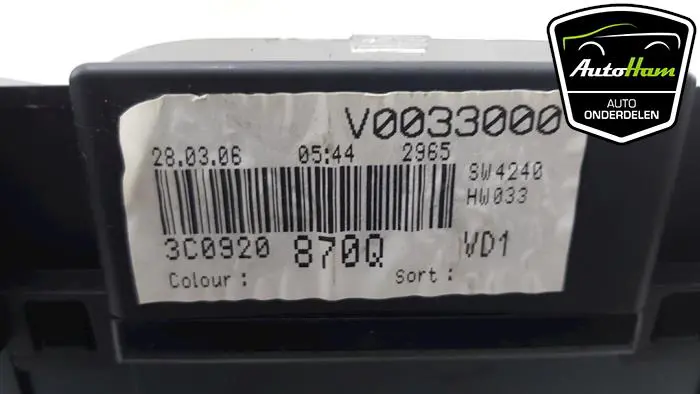 V0033000
28.03.06 05:44 2965
SW4240
HW033
3C0920 870Q VD1
Colour : Sort :
AutoHam
AUTO
ONDERDELEN